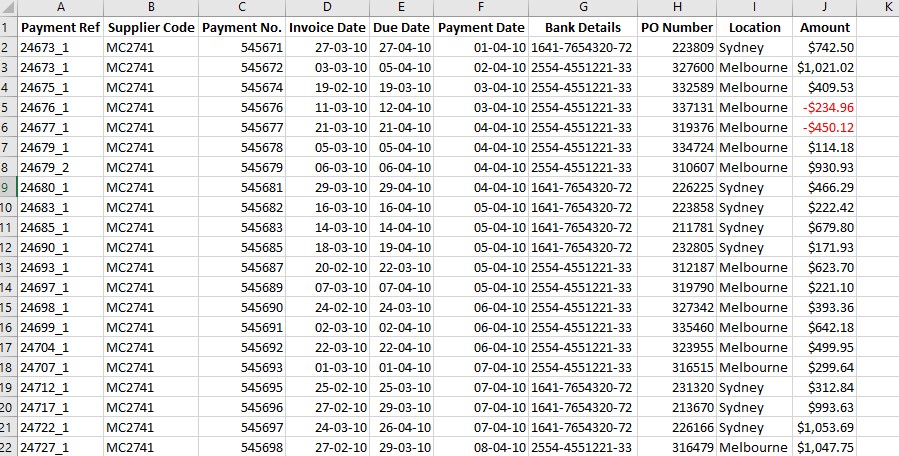 A B C D E F G H I J K
1 Payment Ref Supplier Code Payment No. Invoice Date Due Date Payment Date Bank Details PO Number Location Amount
2 24673_1 MC2741 545671 27-03-10 27-04-10 01-04-10 1641-7654320-72 223809 Sydney $742.50
3 24673_1 MC2741 545672 03-03-10 05-04-10 02-04-10 2554-4551221-33 327600 Melbourne $1,021.02
4 24675_1 MC2741 545674 19-02-10 19-03-10 03-04-10 2554-4551221-33 332589 Melbourne $409.53
5 24676_1 MC2741 545676 11-03-10 12-04-10 03-04-10 2554-4551221-33 337131 Melbourne -$234.96
6 24677_1 MC2741 545677 21-03-10 21-04-10 04-04-10 2554-4551221-33 319376 Melbourne -$450.12
7 24679_1 MC2741 545678 05-03-10 05-04-10 04-04-10 2554-4551221-33 334724 Melbourne $114.18
8 24679_2 MC2741 545679 06-03-10 06-04-10 04-04-10 2554-4551221-33 310607 Melbourne $930.93
9 24680_1 MC2741 545681 29-03-10 29-04-10 04-04-10 1641-7654320-72 226225 Sydney $466.29
10 24683_1 MC2741 545682 16-03-10 16-04-10 05-04-10 1641-7654320-72 223858 Sydney $222.42
11 24685_1 MC2741 545683 14-03-10 14-04-10 05-04-10 1641-7654320-72 211781 Sydney $679.80
12 24690_1 MC2741 545685 18-03-10 19-04-10 05-04-10 1641-7654320-72 232805 Sydney $171.93
13 24693_1 MC2741 545687 20-02-10 22-03-10 05-04-10 2554-4551221-33 312187 Melbourne $623.70
14 24697_1 MC2741 545689 07-03-10 07-04-10 05-04-10 2554-4551221-33 319790 Melbourne $221.10
15 24698_1 MC2741 545690 24-02-10 24-03-10 06-04-10 2554-4551221-33 327342 Melbourne $393.36
16 24699_1 MC2741 545691 02-03-10 02-04-10 06-04-10 2554-4551221-33 335460 Melbourne $642.18
17 24704_1 MC2741 545692 22-03-10 22-04-10 06-04-10 2554-4551221-33 323955 Melbourne $499.95
18 24707_1 MC2741 545693 01-03-10 01-04-10 07-04-10 2554-4551221-33 316515 Melbourne $299.64
19 24712_1 MC2741 545695 25-02-10 25-03-10 07-04-10 1641-7654320-72 231320 Sydney $312.84
20 24717_1 MC2741 545696 27-02-10 29-03-10 07-04-10 1641-7654320-72 213670 Sydney $993.63
21 24722_1 MC2741 545697 24-03-10 26-04-10 07-04-10 1641-7654320-72 226166 Sydney $1,053.69
22 24727_1 MC2741 545698 27-02-10 29-03-10 08-04-10 2554-4551221-33 316479 Melbourne $1,047.75